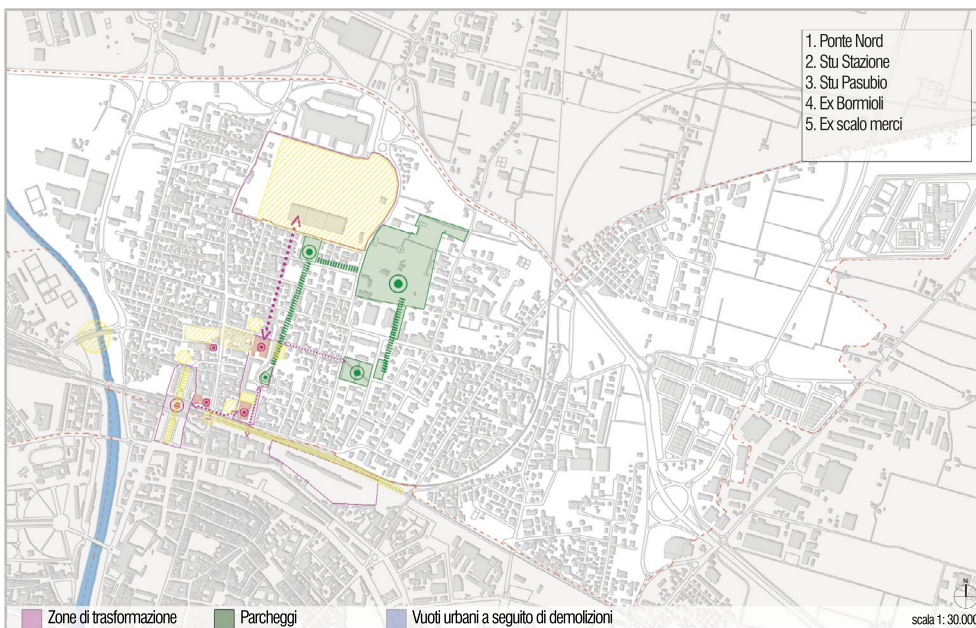 1. Ponte Nord
2. Stu Stazione
3. Stu Pasubio
4. Ex Bormioli
5. Ex scalo merci
N
Zone di trasformazione
Parcheggi
Vuoti urbani a seguito di demolizioni
scala 1: 30.000